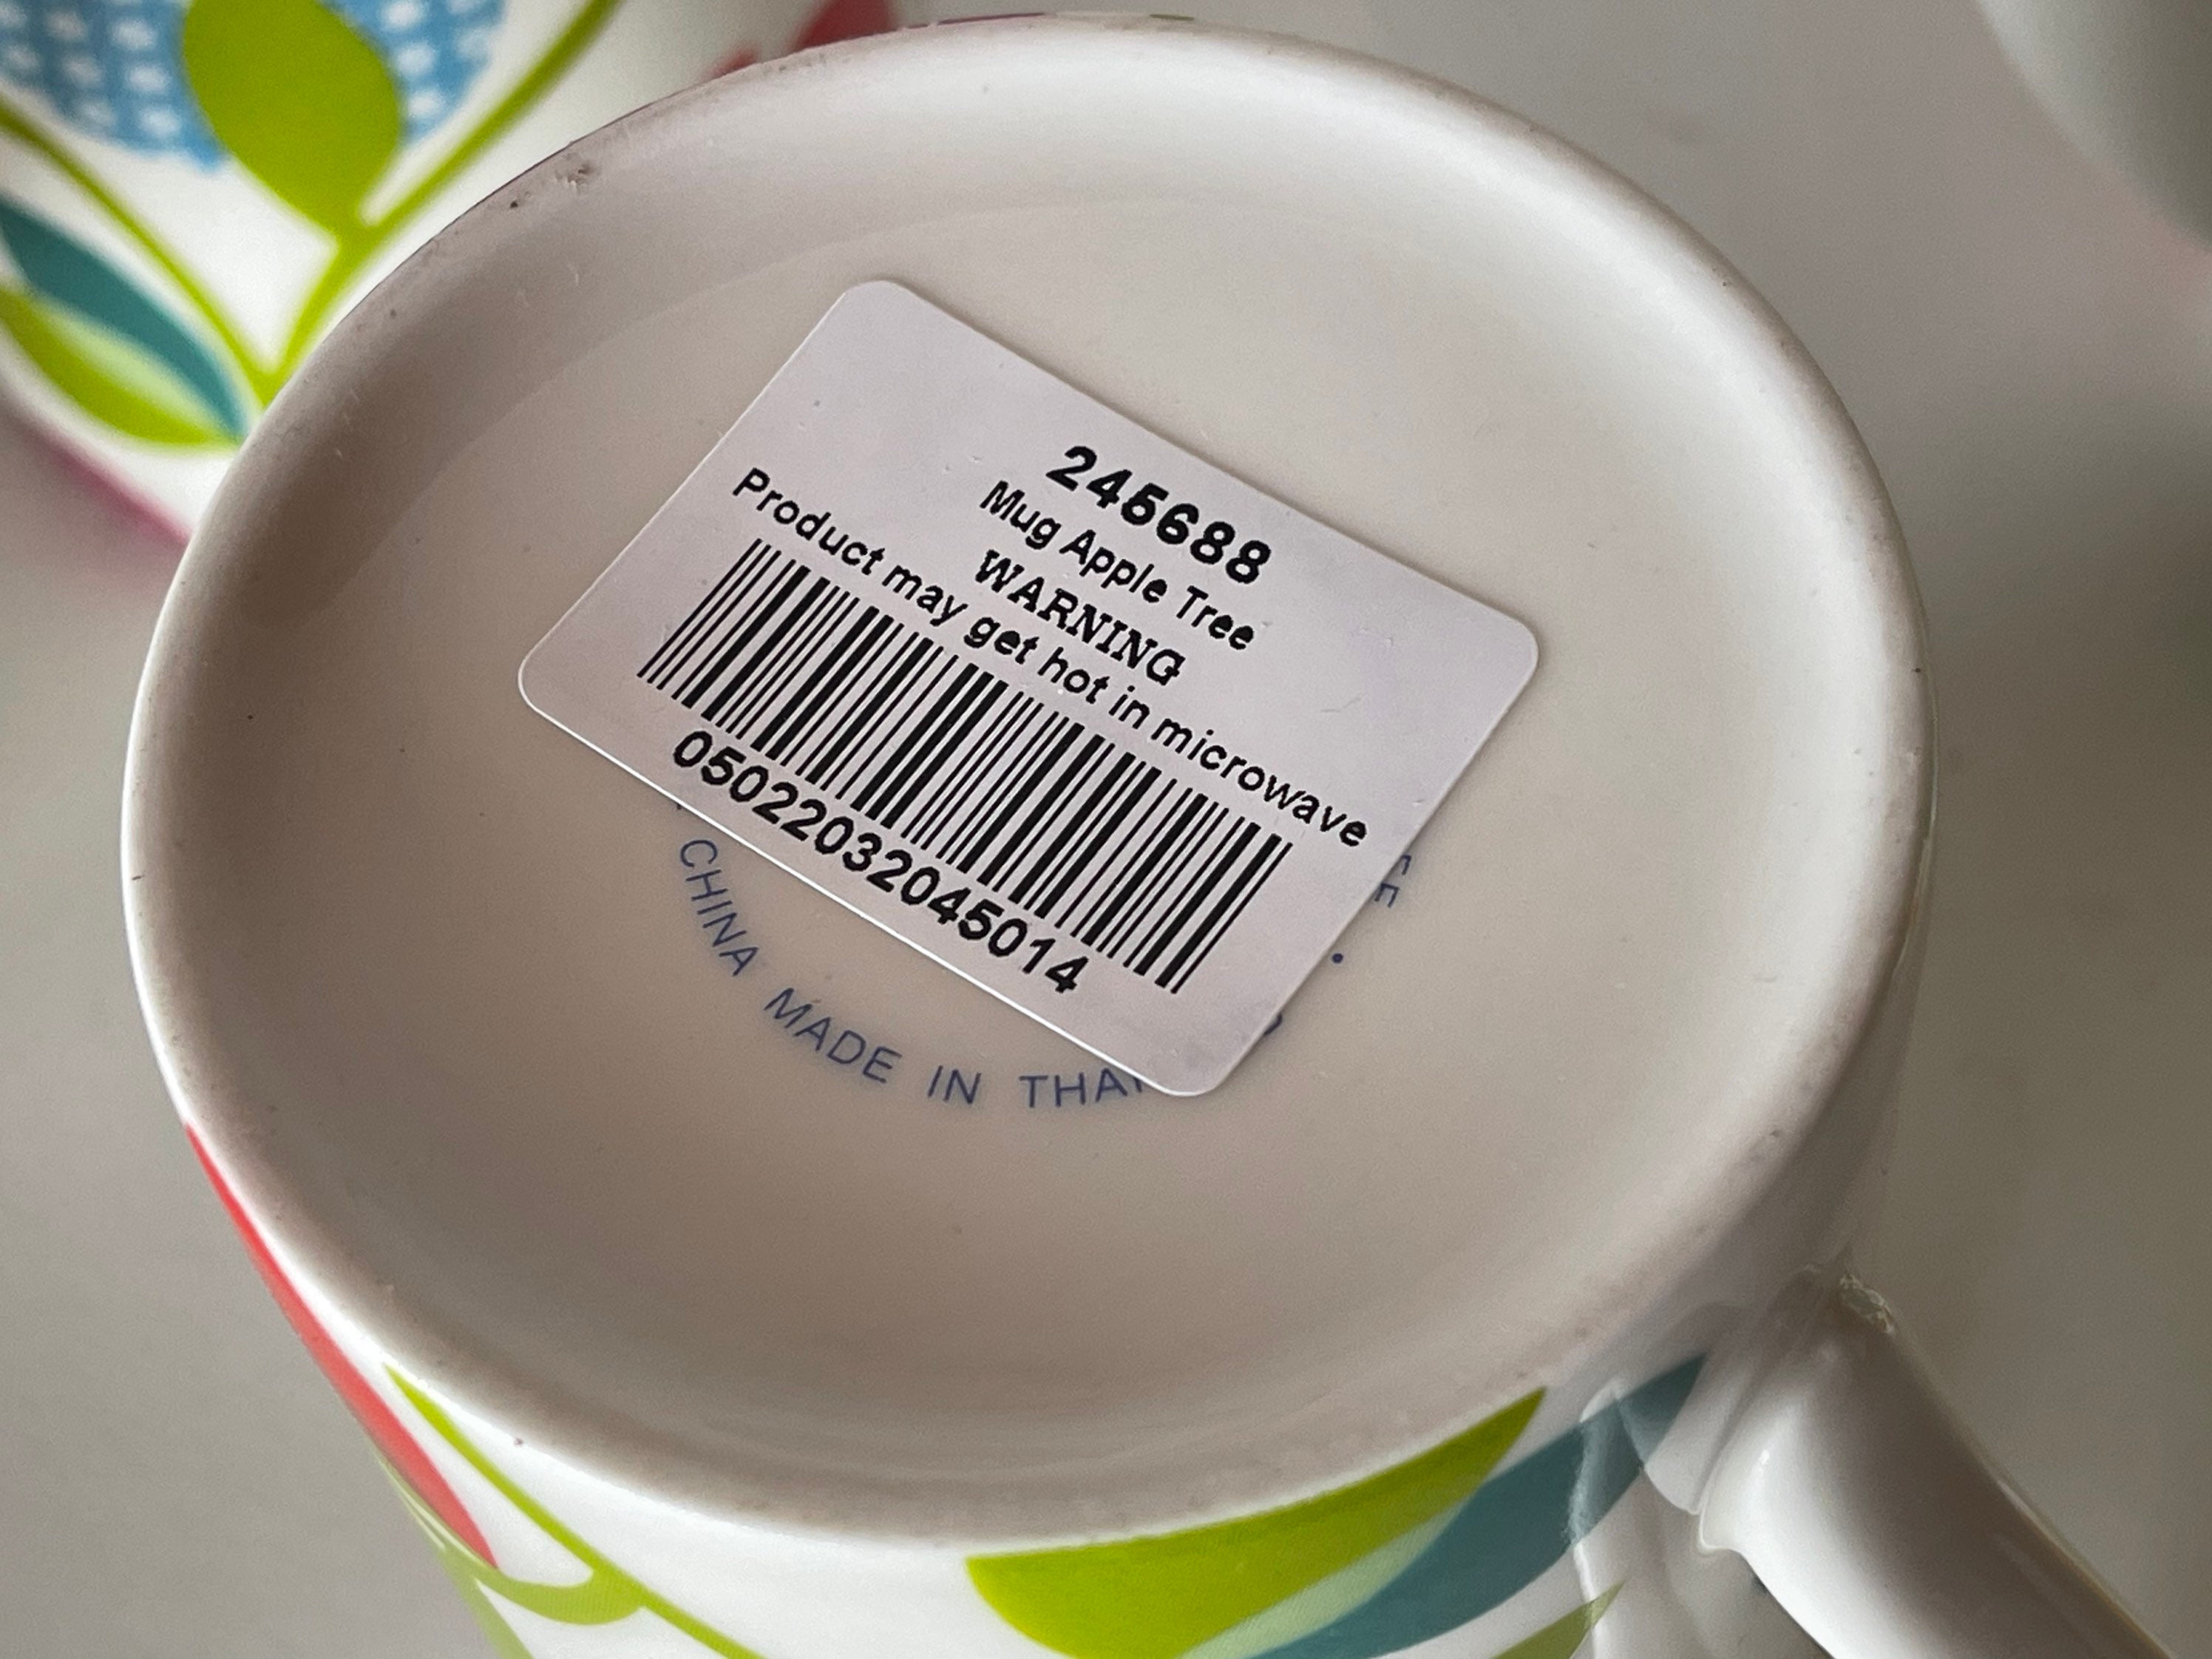 245688
Mug Apple Tree
WARNING
Product may get hot in microwave
05022032045014
CHINA MADE IN